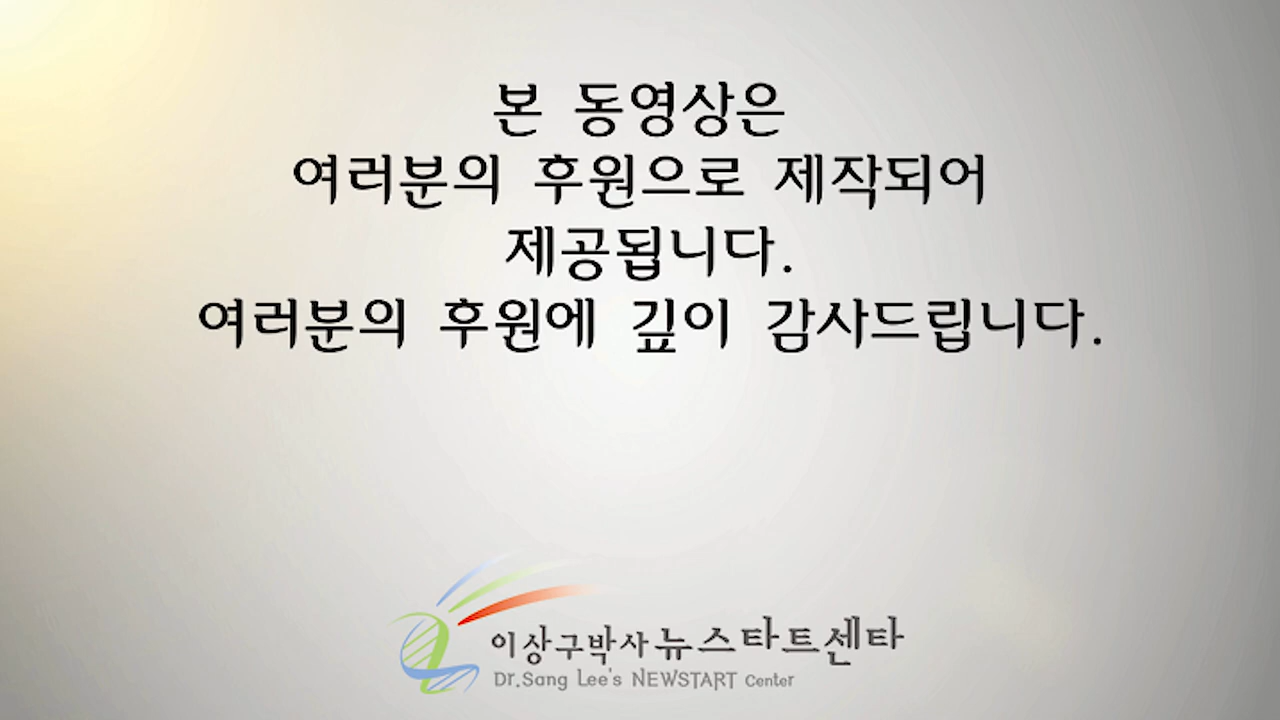 본 동영상은
여러분의 후원으로 제작되어
제공됩니다.
여러분의 후원에 깊이 감사드립니다.
이상구박사 뉴스타트센타
Dr.Sang Lee's NEWSTART Center